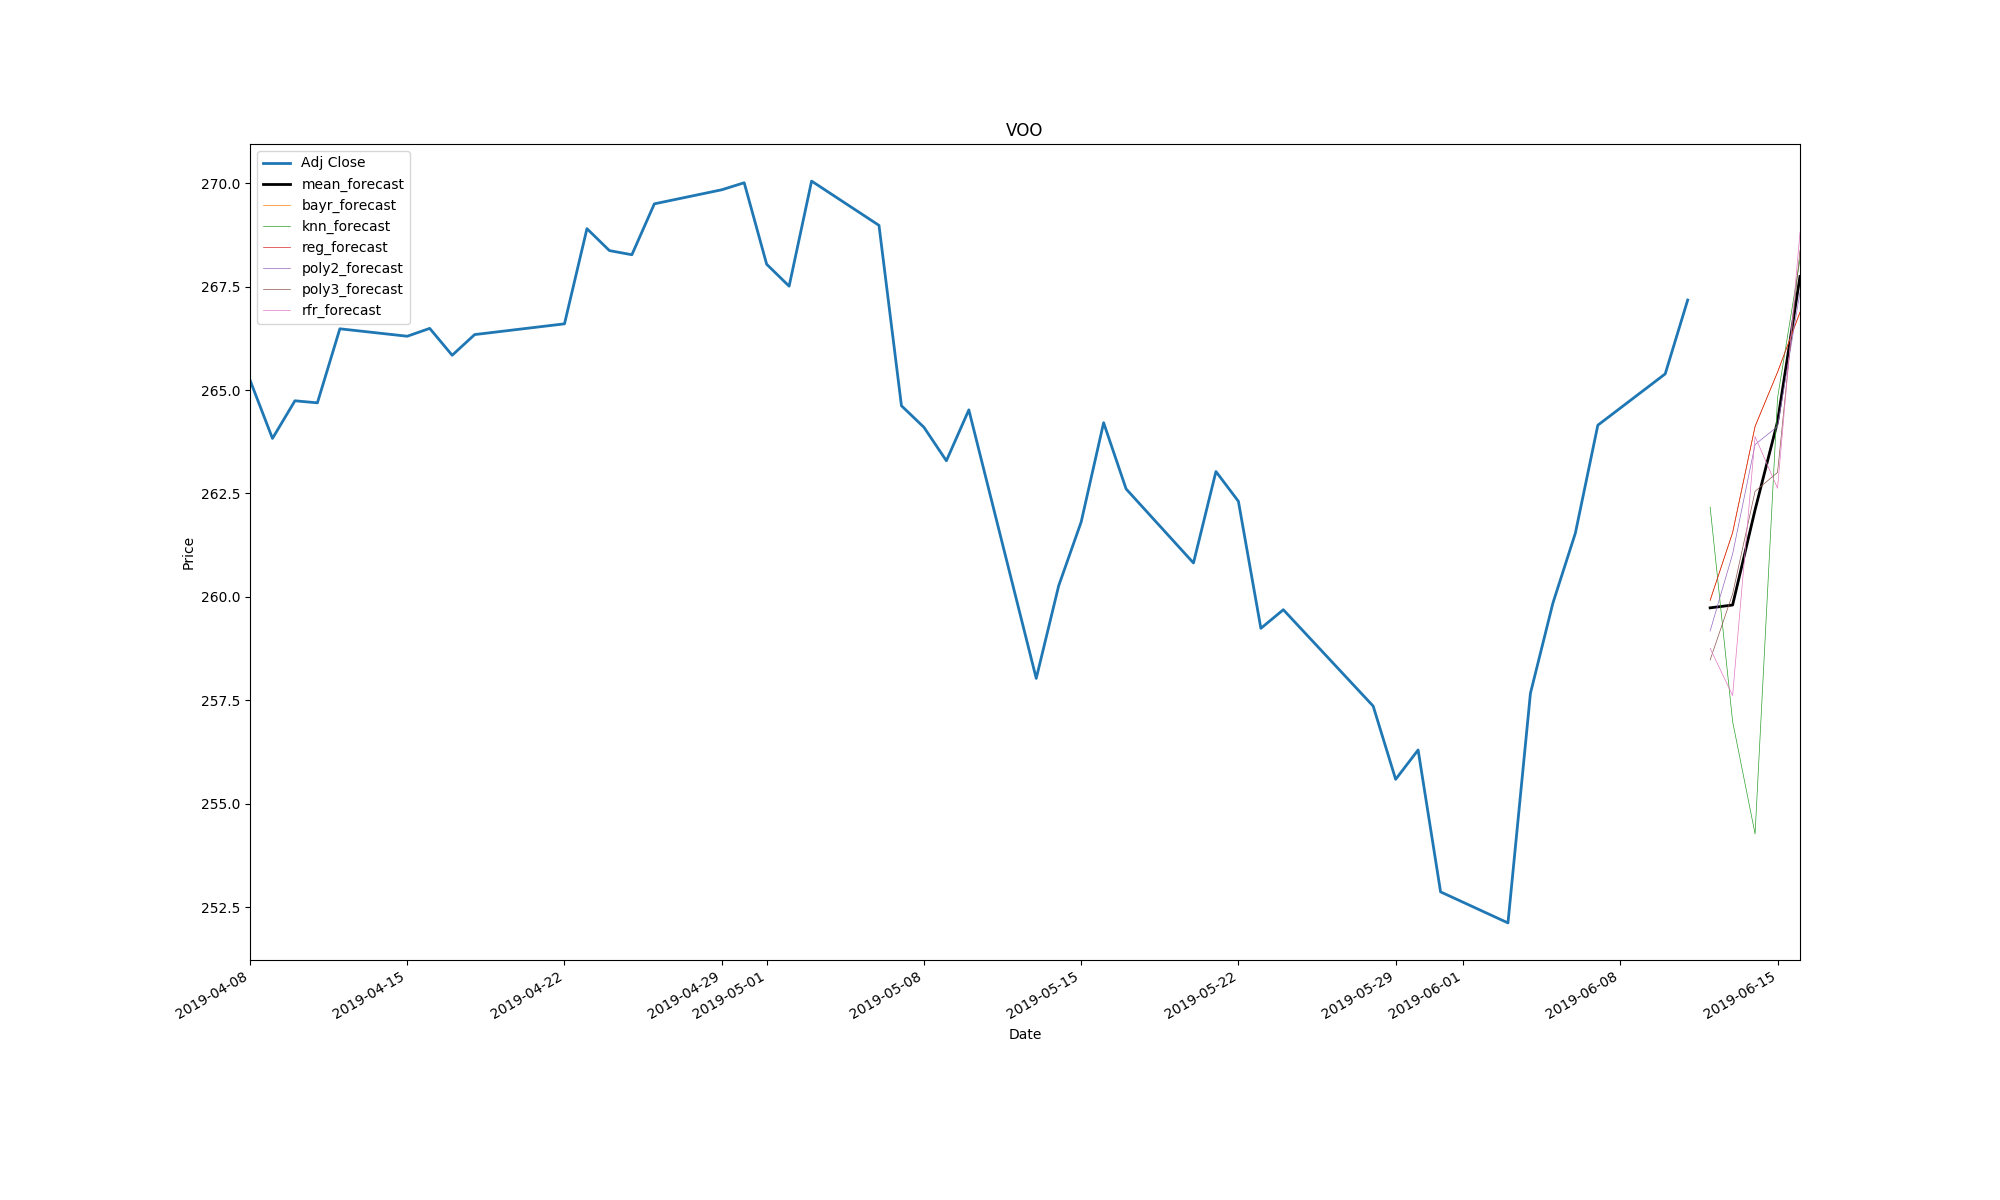 VOO
Adj Close
mean_forecast
bayr_forecast
knn_forecast
reg_forecast
poly2_forecast
poly3_forecast
rfr_forecast
270.0
267.5
265.0
262.5
260.0
257.5
255.0
252.5
Price
2019-04-08
2019-04-15
2019-04-22
2019-04-29
2019-05-01
2019-05-08
2019-05-15
2019-05-22
2019-05-29
2019-06-01
2019-06-08
2019-06-15
Date